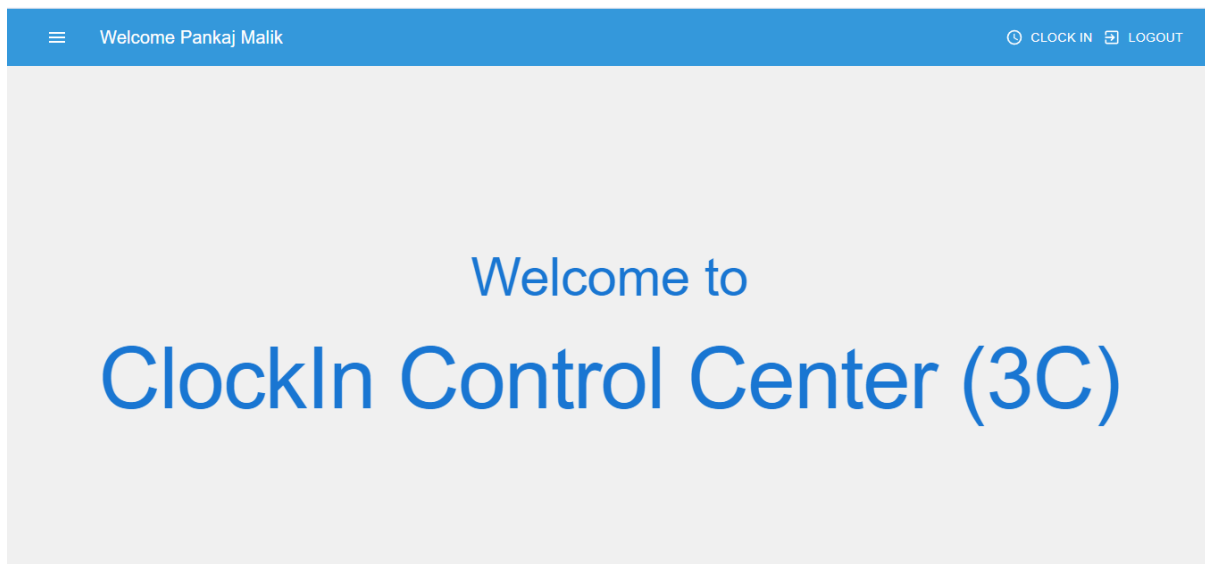 Welcome Pankaj Malik CLOCK IN LOGOUT
Welcome to
ClockIn Control Center (3C)